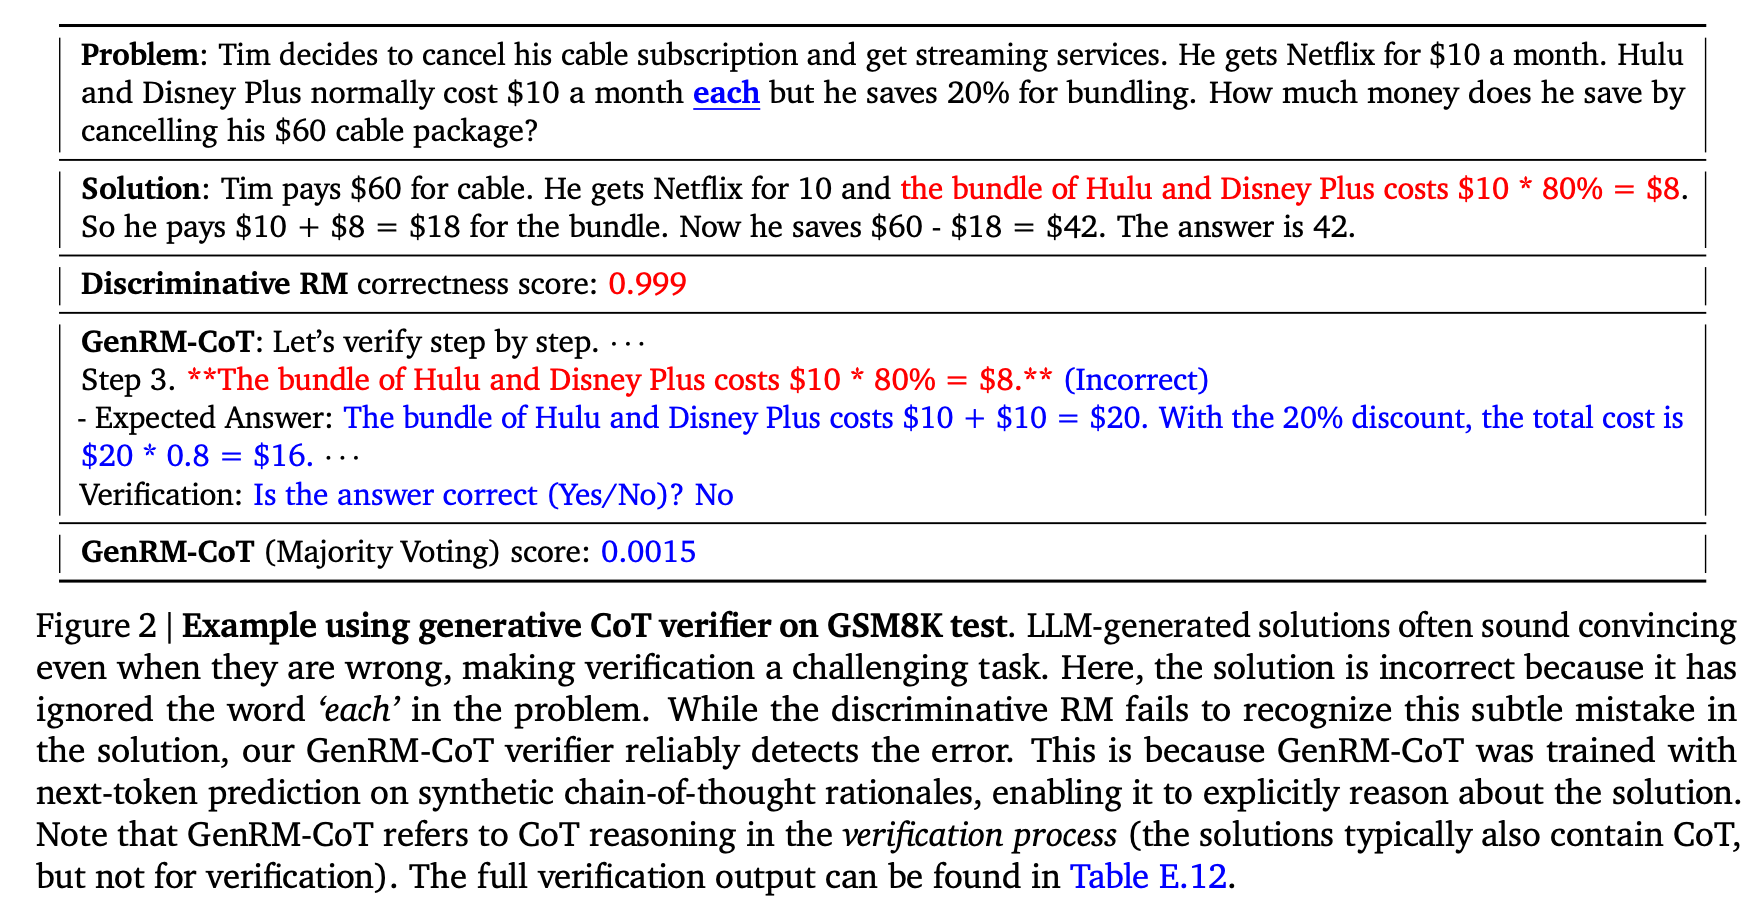 Problem: Tim decides to cancel his cable subscription and get streaming services. He gets Netflix for $10 a month. Hulu
and Disney Plus normally cost $10 a month each but he saves 20% for bundling. How much money does he save by
cancelling his $60 cable package?
Solution: Tim pays $60 for cable. He gets Netflix for 10 and the bundle of Hulu and Disney Plus costs $10 * 80% = $8.
So he pays $10 + $8 = $18 for the bundle. Now he saves $60 - $18 = $42. The answer is 42.
Discriminative RM correctness score: 0.999
GenRM-CoT: Let’s verify step by step. ···
Step 3. **The bundle of Hulu and Disney Plus costs $10 * 80% = $8.** (Incorrect)
- Expected Answer: The bundle of Hulu and Disney Plus costs $10 + $10 = $20. With the 20% discount, the total cost is
$20 * 0.8 = $16. ···
Verification: Is the answer correct (Yes/No)? No
GenRM-CoT (Majority Voting) score: 0.0015
Figure 2 | Example using generative CoT verifier on GSM8K test. LLM-generated solutions often sound convincing
even when they are wrong, making verification a challenging task. Here, the solution is incorrect because it has
ignored the word ‘each’ in the problem. While the discriminative RM fails to recognize this subtle mistake in
the solution, our GenRM-CoT verifier reliably detects the error. This is because GenRM-CoT was trained with
next-token prediction on synthetic chain-of-thought rationales, enabling it to explicitly reason about the solution.
Note that GenRM-CoT refers to CoT reasoning in the verification process (the solutions typically also contain CoT,
but not for verification). The full verification output can be found in Table E.12.